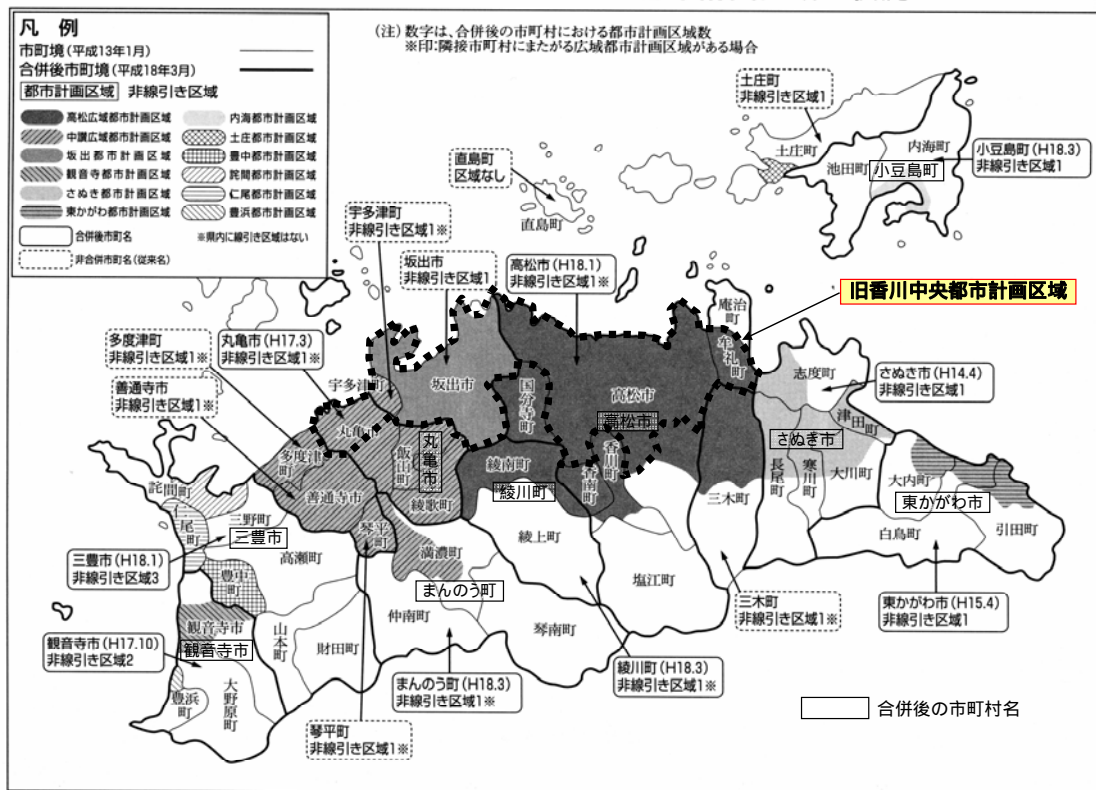 凡 例
市町境(平成13年1月)
合併後市町境(平成18年3月)
都市計画区域 非線引き区域
高松広域都市計画区域
中讃広域都市計画区域
坂出都市計画区域
観音寺都市計画区域
さぬき都市計画区域
東かがわ都市計画区域
内海都市計画区域
土庄都市計画区域
豊中都市計画区域
詫間都市計画区域
仁尾都市計画区域
豊浜都市計画区域
合併後市町名
※県内に線引き区域はない
非合併市町名(従来名)
(注)数字は、合併後の市町村における都市計画区域数
※印:隣接市町村にまたがる広域都市計画区域がある場合
土庄町
非線引き区域1
直島町
区域なし
小豆島町(H18.3)
非線引き区域1
土庄町
内海町
池田町
小豆島町
直島町
宇多津町
非線引き区域1※
坂出市
非線引き区域1
高松市(H18.1)
非線引き区域1※
旧香川中央都市計画区域
多度津町
非線引き区域1※
丸亀市(H17.3)
非線引き区域1※
善通寺市
非線引き区域1※
さぬき市(H14.4)
非線引き区域1
庵治町
牟礼町
志度町
津田町
さぬき市
宇多津町
坂出市
国分寺町
高松市
高松市
丸亀市
飯山町
丸亀市
綾歌町
綾南町
綾川町
香川町
香南町
多度津町
善通寺市
琴平町
詫間町
仁尾町
三野町
三豊市
高瀬町
豊中町
満濃町
まんのう町
綾上町
塩江町
三木町
長尾町
寒川町
大川町
大内町
東かがわ市
白鳥町
引田町
三豊市(H18.1)
非線引き区域3
観音寺市
観音寺市
山本町
財田町
仲南町
琴南町
豊浜町
大野原町
観音寺市(H17.10)
非線引き区域2
琴平町
非線引き区域1※
まんのう町(H18.3)
非線引き区域1※
綾川町(H18.3)
非線引き区域1※
三木町
非線引き区域1※
東かがわ市(H15.4)
非線引き区域1
合併後の市町村名